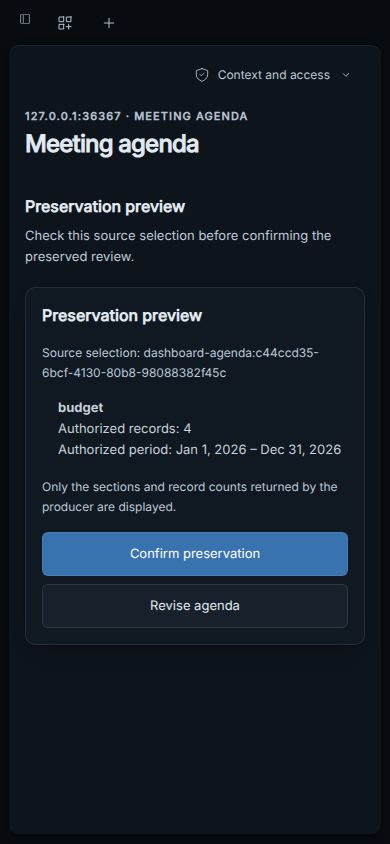 Context and access
127.0.0.1:36367 · MEETING AGENDA
Meeting agenda
Preservation preview
Check this source selection before confirming the
preserved review.
Preservation preview
Source selection: dashboard-agenda:c44ccd35-
6bcf-4130-80b8-98088382f45c
budget
Authorized records: 4
Authorized period: Jan 1, 2026 – Dec 31, 2026
Only the sections and record counts returned by the
producer are displayed.
Confirm preservation
Revise agenda